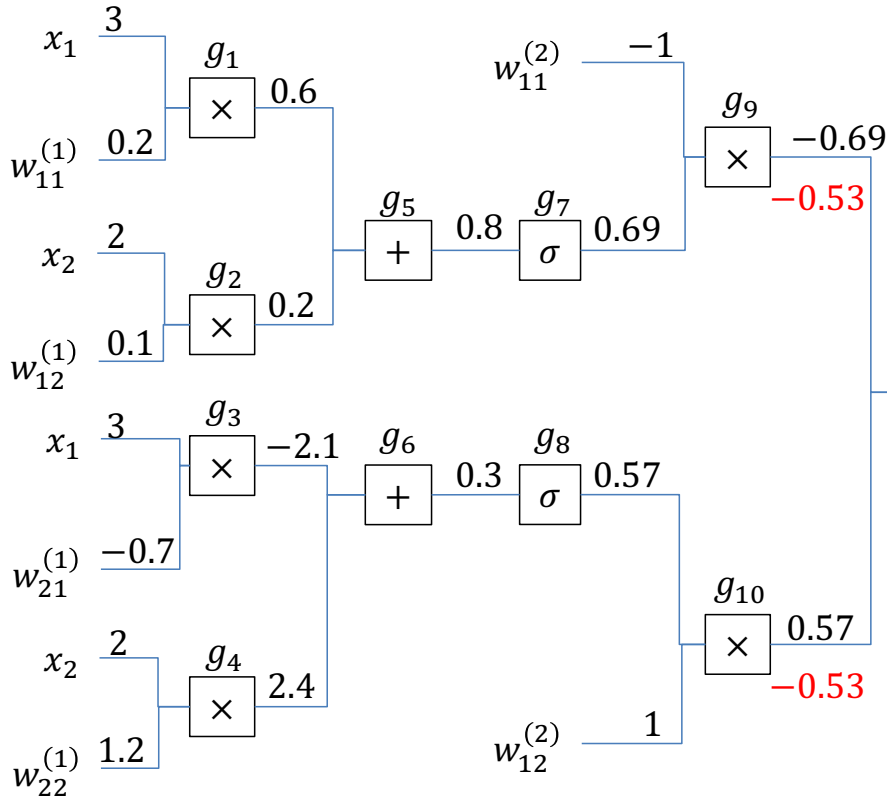 x₁ 3
g₁
× 0.6
w₁₁⁽¹⁾ 0.2
x₂ 2
g₂
× 0.2
w₁₂⁽¹⁾ 0.1
g₅
+ 0.8
g₇
σ 0.69
w₁₁⁽²⁾ −1
g₉
× −0.69
−0.53
x₁ 3
g₃
× −2.1
w₂₁⁽¹⁾ −0.7
x₂ 2
g₄
× 2.4
w₂₂⁽¹⁾ 1.2
g₆
+ 0.3
g₈
σ 0.57
g₁₀
× 0.57
−0.53
w₁₂⁽²⁾ 1